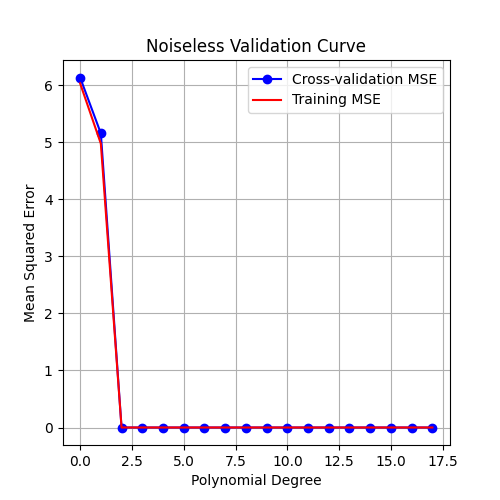 Noiseless Validation Curve
Cross-validation MSE
Training MSE
Mean Squared Error
6
5
4
3
2
1
0
0.0 2.5 5.0 7.5 10.0 12.5 15.0 17.5
Polynomial Degree